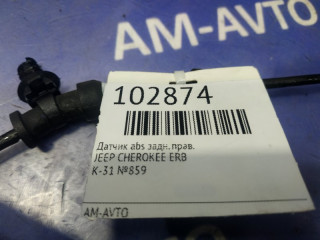 AM-AVTO
102874
Датчик abs задн. прав.
JEEP CHEROKEE ERB
K-31 №859
AM-AVTO